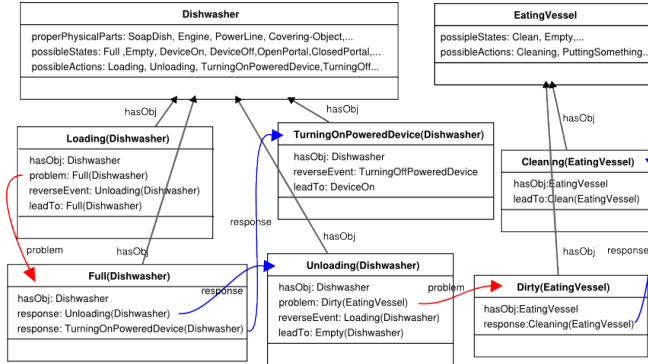 Dishwasher
properPhysicalParts: SoapDish, Engine, PowerLine, Covering-Object,...
possibleStates: Full ,Empty, DeviceOn, DeviceOff,OpenPortal,ClosedPortal,...
possibleActions: Loading, Unloading, TurningOnPoweredDevice,TurningOff...
EatingVessel
possipleStates: Clean, Empty,...
possibleActions: Cleaning, PuttingSomething...
hasObj
hasObj
hasObj
Loading(Dishwasher)
hasObj: Dishwasher
problem: Full(Dishwasher)
reverseEvent: Unloading(Dishwasher)
leadTo: Full(Dishwasher)
TurningOnPoweredDevice(Dishwasher)
hasObj: Dishwasher
reverseEvent: TurningOffPoweredDevice
leadTo: DeviceOn
Cleaning(EatingVessel)
hasObj:EatingVessel
leadTo:Clean(EatingVessel)
response
hasObj
problem
hasObj
hasObj
response
Full(Dishwasher)
hasObj: Dishwasher
response: Unloading(Dishwasher)
response: TurningOnPoweredDevice(Dishwasher)
response
Unloading(Dishwasher)
hasObj: Dishwasher
problem: Dirty(EatingVessel)
reverseEvent: Loading(Dishwasher)
leadTo: Empty(Dishwasher)
problem
Dirty(EatingVessel)
hasObj:EatingVessel
response:Cleaning(EatingVessel)